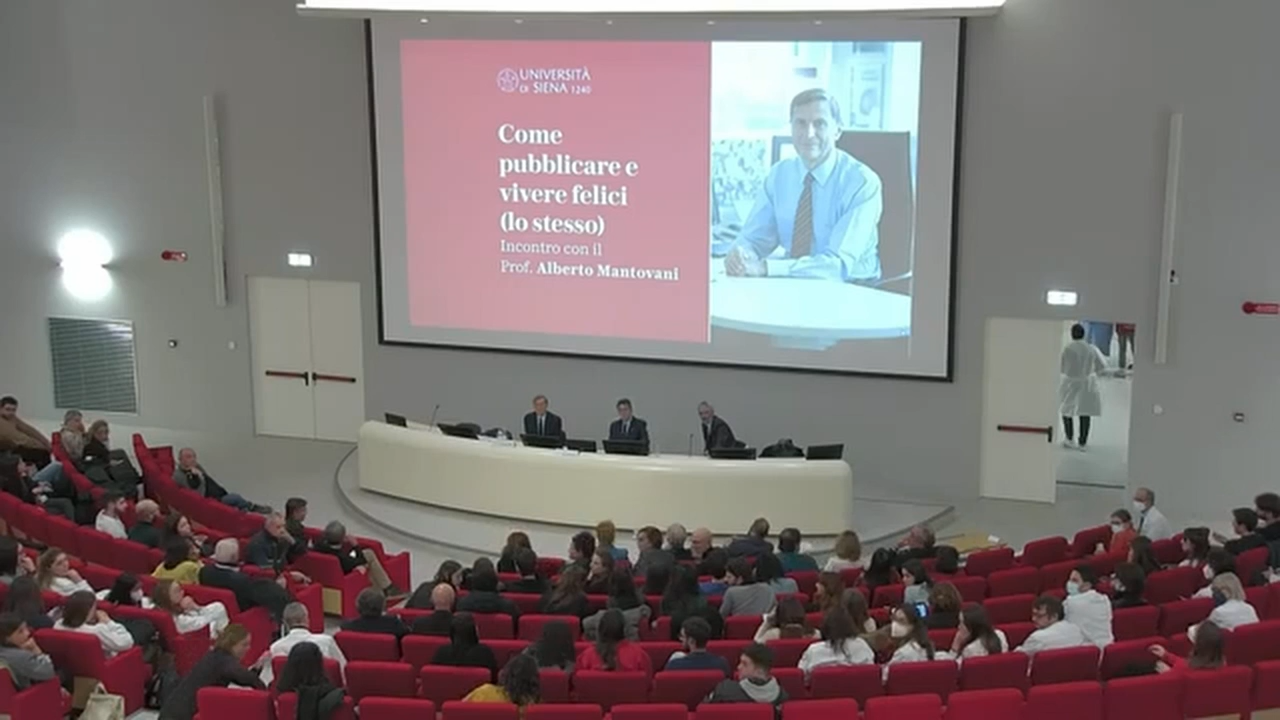 UNIVERSITÀ
DI SIENA 1240
Come
pubblicare e
vivere felici
(lo stesso)
Incontro con il
Prof. Alberto Mantovani